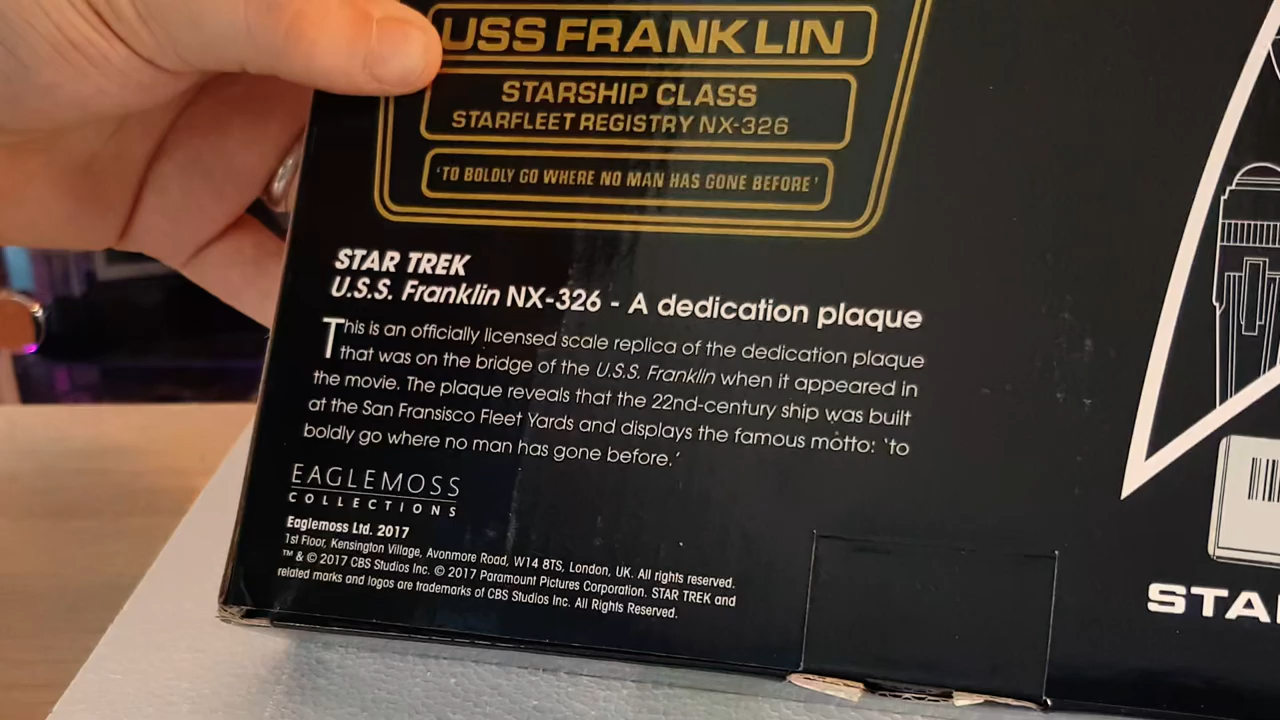 USS FRANKLIN
STARSHIP CLASS
STARFLEET REGISTRY NX-326
'TO BOLDLY GO WHERE NO MAN HAS GONE BEFORE'
STAR TREK
U.S.S. Franklin NX-326 - A dedication plaque
This is an officially licensed scale replica of the dedication plaque
that was on the bridge of the U.S.S. Franklin when it appeared in
the movie. The plaque reveals that the 22nd-century ship was built
at the San Fransisco Fleet Yards and displays the famous motto: 'to
boldly go where no man has gone before.'
EAGLEMOSS
COLLECTIONS
Eaglemoss Ltd. 2017
1st Floor, Kensington Village, Avonmore Road, W14 8TS, London, UK. All rights reserved.
™ & © 2017 CBS Studios Inc. © 2017 Paramount Pictures Corporation. STAR TREK and
related marks and logos are trademarks of CBS Studios Inc. All Rights Reserved.
STA